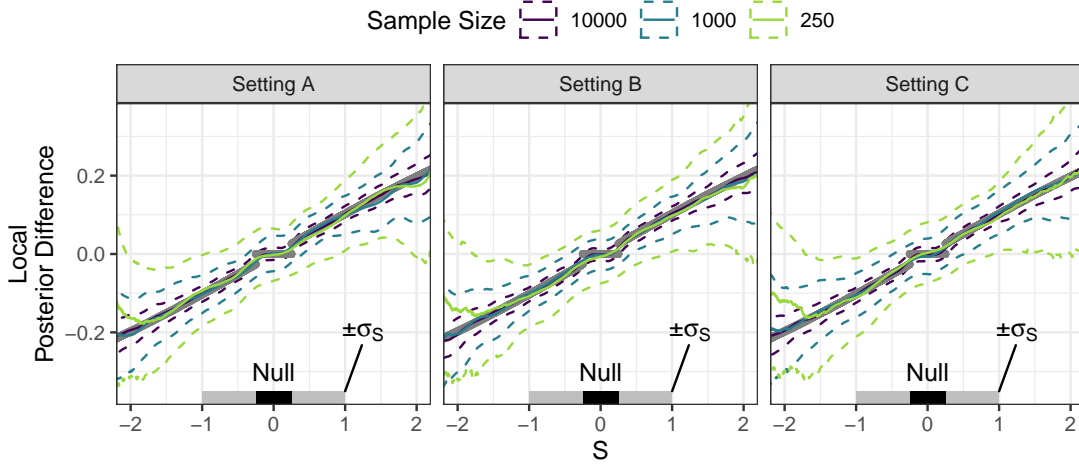 Sample Size 10000 1000 250
Setting A Setting B Setting C
Local
Posterior Difference
0.2
0.0
−0.2
±σS ±σS ±σS
Null Null Null
−2 −1 0 1 2 −2 −1 0 1 2 −2 −1 0 1 2
S